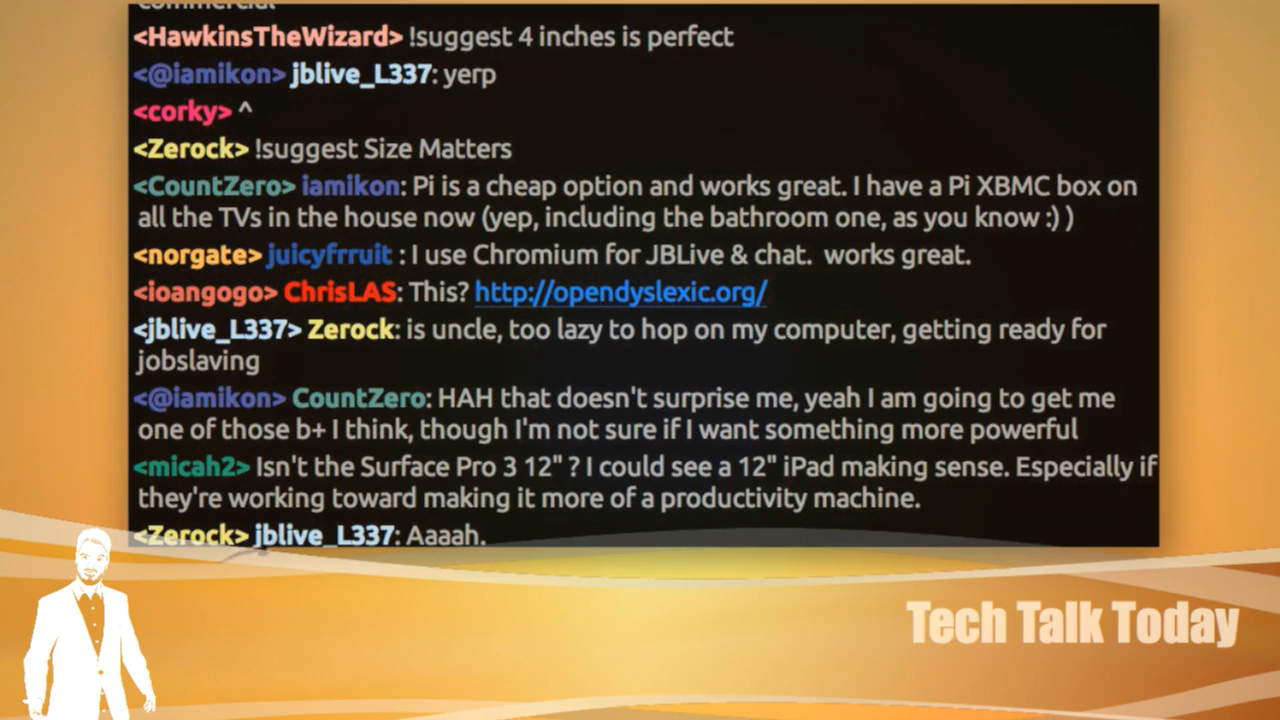 commercial
<HawkinsTheWizard> !suggest 4 inches is perfect
<@iamikon> jblive_L337: yerp
<corky> ^
<Zerock> !suggest Size Matters
<CountZero> iamikon: Pi is a cheap option and works great. I have a Pi XBMC box on
all the TVs in the house now (yep, including the bathroom one, as you know :) )
<norgate> juicyfrruit : I use Chromium for JBLive & chat.  works great.
<ioangogo> ChrisLAS: This? http://opendyslexic.org/
<jblive_L337> Zerock: is uncle, too lazy to hop on my computer, getting ready for
jobslaving
<@iamikon> CountZero: HAH that doesn't surprise me, yeah I am going to get me
one of those b+ I think, though I'm not sure if I want something more powerful
<micah2> Isn't the Surface Pro 3 12" ? I could see a 12" iPad making sense. Especially if
they're working toward making it more of a productivity machine.
<Zerock> jblive_L337: Aaaah.
Tech Talk Today